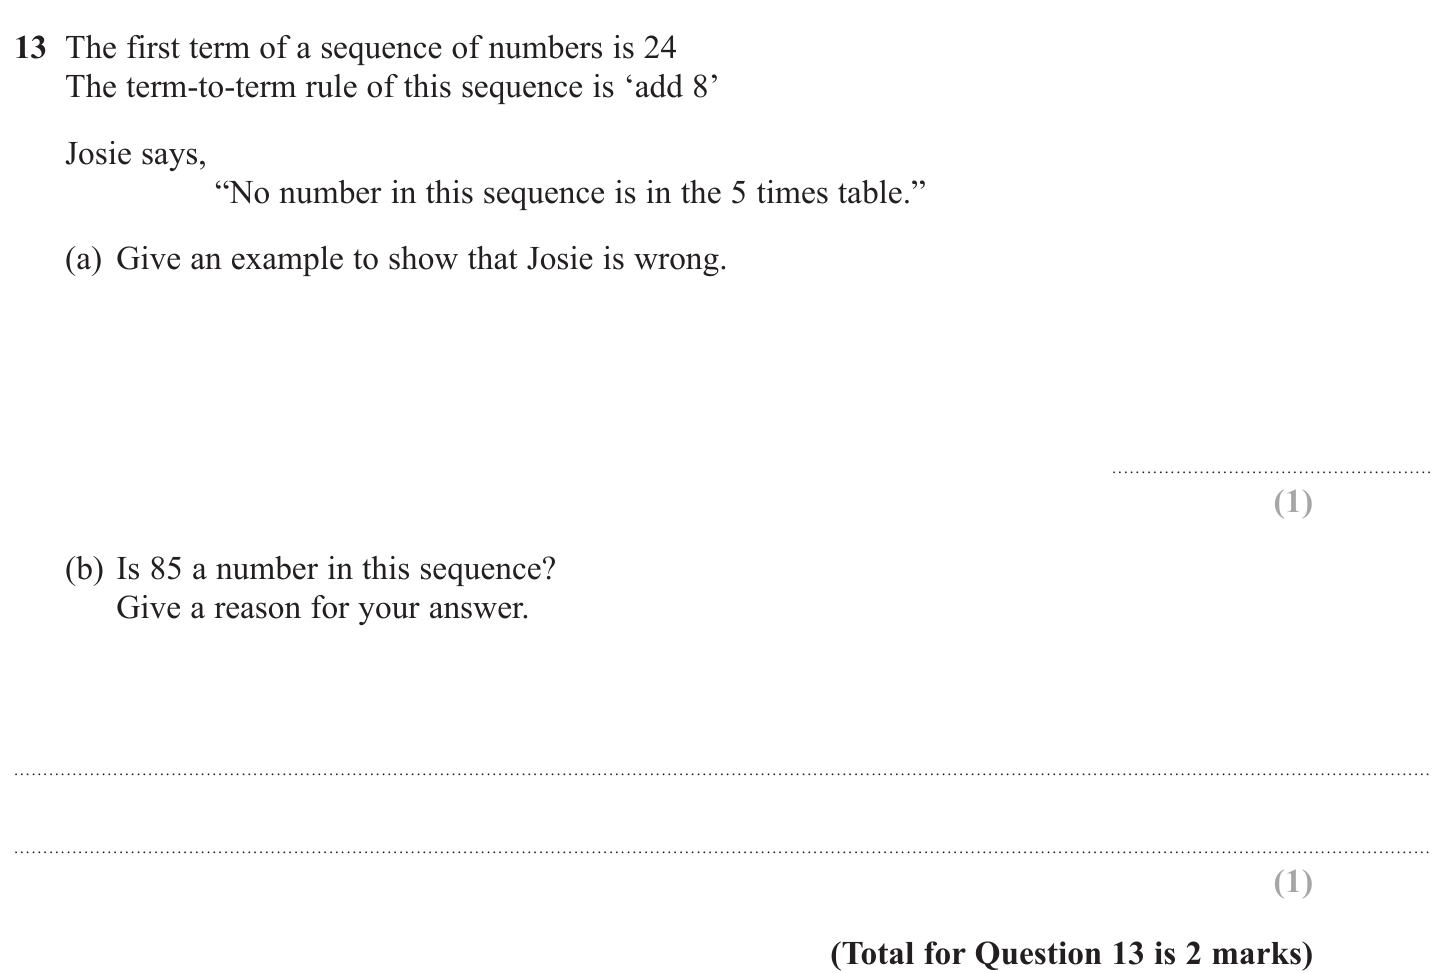 13 The first term of a sequence of numbers is 24
The term-to-term rule of this sequence is ‘add 8’
Josie says,
“No number in this sequence is in the 5 times table.”
(a) Give an example to show that Josie is wrong.
(1)
(b) Is 85 a number in this sequence?
Give a reason for your answer.
(1)
(Total for Question 13 is 2 marks)